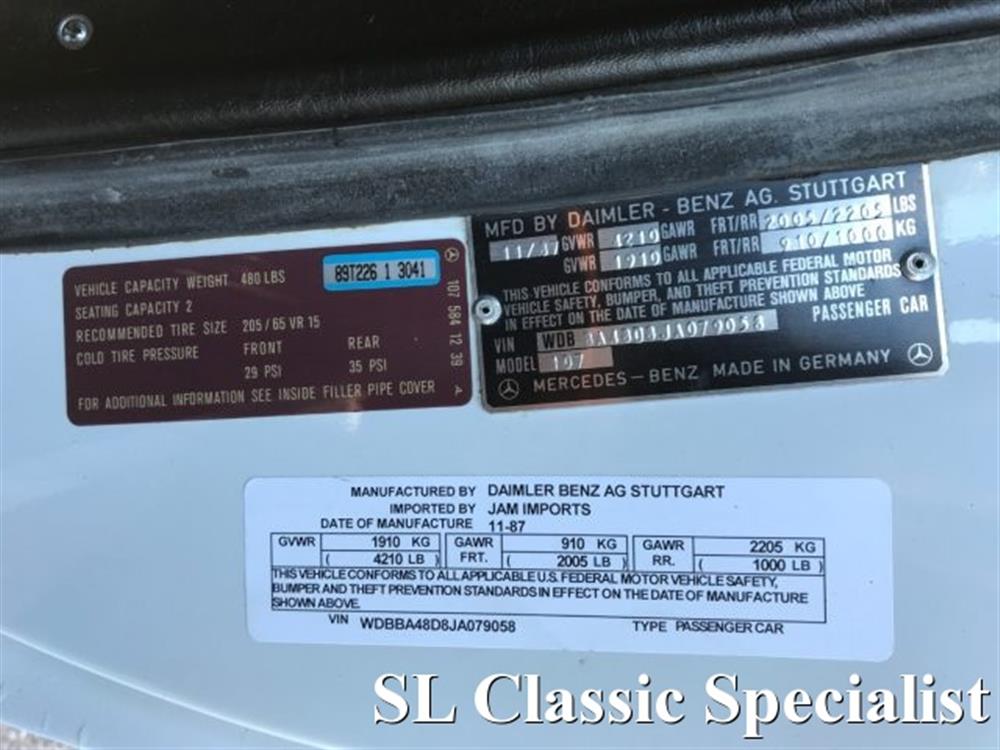 VEHICLE CAPACITY WEIGHT 480 LBS
89T226 1 3041
SEATING CAPACITY 2
RECOMMENDED TIRE SIZE 205/65 VR 15
COLD TIRE PRESSURE FRONT REAR
29 PSI 35 PSI
FOR ADDITIONAL INFORMATION SEE INSIDE FILLER PIPE COVER
107 584 12 39 A
MFD BY DAIMLER-BENZ AG. STUTTGART
11/87 GVWR 4210 GAWR FRT/RR 2005/2205 LBS
GVWR 1910 GAWR FRT/RR 910/1000 KG
THIS VEHICLE CONFORMS TO ALL APPLICABLE FEDERAL MOTOR
VEHICLE SAFETY, BUMPER, AND THEFT PREVENTION STANDARDS
IN EFFECT ON THE DATE OF MANUFACTURE SHOWN ABOVE
VIN WDB PASSENGER CAR
MODEL 107
MERCEDES-BENZ MADE IN GERMANY
MANUFACTURED BY DAIMLER BENZ AG STUTTGART
IMPORTED BY JAM IMPORTS
DATE OF MANUFACTURE 11-87
GVWR 1910 KG GAWR 910 KG GAWR 2205 KG
( 4210 LB ) FRT. ( 2005 LB ) RR. ( 1000 LB )
THIS VEHICLE CONFORMS TO ALL APPLICABLE U.S. FEDERAL MOTOR VEHICLE SAFETY,
BUMPER AND THEFT PREVENTION STANDARDS IN EFFECT ON THE DATE OF MANUFACTURE
SHOWN ABOVE.
VIN WDBBA48D8JA079058 TYPE PASSENGER CAR
SL Classic Specialist